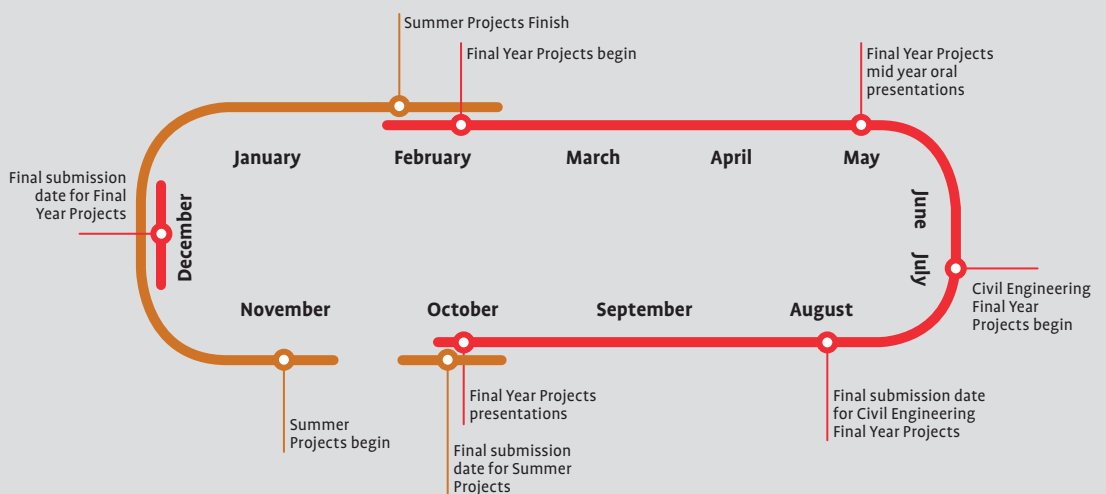 Summer Projects Finish
Final Year Projects begin
Final Year Projects
mid year oral
presentations
January
February
March
April
May
Final submission
date for Final
Year Projects
December
June
July
Civil Engineering
Final Year
Projects begin
November
October
September
August
Summer
Projects begin
Final Year Projects
presentations
Final submission
date for Summer
Projects
Final submission date
for Civil Engineering
Final Year Projects